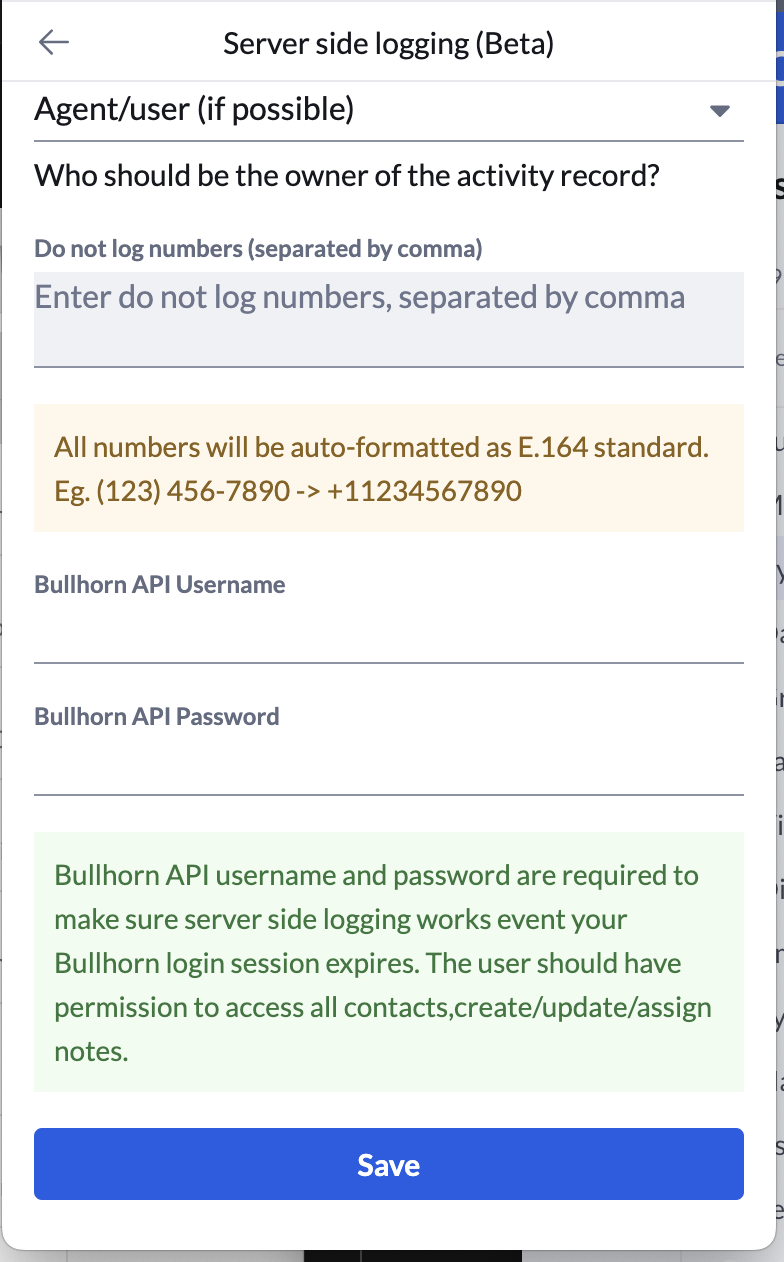 Server side logging (Beta)
Agent/user (if possible)
Who should be the owner of the activity record?
Do not log numbers (separated by comma)
Enter do not log numbers, separated by comma
All numbers will be auto-formatted as E.164 standard.
Eg. (123) 456-7890 -> +11234567890
Bullhorn API Username
Bullhorn API Password
Bullhorn API username and password are required to
make sure server side logging works event your
Bullhorn login session expires. The user should have
permission to access all contacts,create/update/assign
notes.
Save